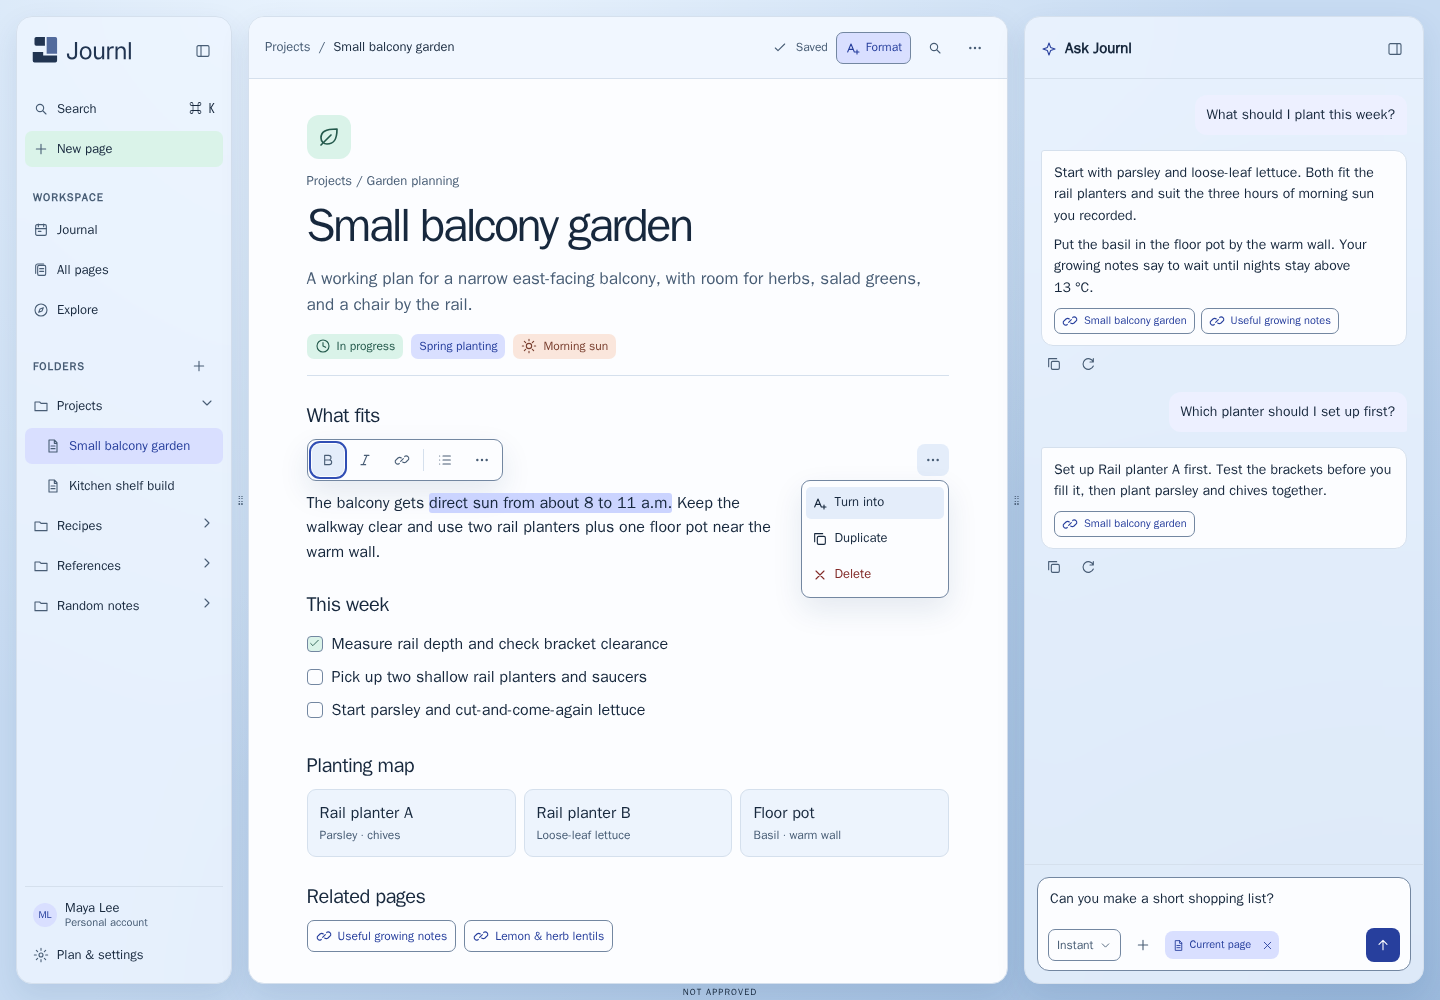 Journl
Search
⌘ K
New page
WORKSPACE
Journal
All pages
Explore
FOLDERS
Projects
Small balcony garden
Kitchen shelf build
Recipes
References
Random notes
ML
Maya Lee
Personal account
Plan & settings
Projects / Small balcony garden
Saved
Format
Projects / Garden planning
Small balcony garden
A working plan for a narrow east-facing balcony, with room for herbs, salad greens,
and a chair by the rail.
In progress
Spring planting
Morning sun
What fits
B I
The balcony gets direct sun from about 8 to 11 a.m. Keep the
walkway clear and use two rail planters plus one floor pot near the
warm wall.
Turn into
Duplicate
Delete
This week
Measure rail depth and check bracket clearance
Pick up two shallow rail planters and saucers
Start parsley and cut-and-come-again lettuce
Planting map
Rail planter A
Parsley · chives
Rail planter B
Loose-leaf lettuce
Floor pot
Basil · warm wall
Related pages
Useful growing notes
Lemon & herb lentils
Ask Journl
What should I plant this week?
Start with parsley and loose-leaf lettuce. Both fit the
rail planters and suit the three hours of morning sun
you recorded.
Put the basil in the floor pot by the warm wall. Your
growing notes say to wait until nights stay above
13 °C.
Small balcony garden
Useful growing notes
Which planter should I set up first?
Set up Rail planter A first. Test the brackets before you
fill it, then plant parsley and chives together.
Small balcony garden
Can you make a short shopping list?
Instant
Current page
NOT APPROVED